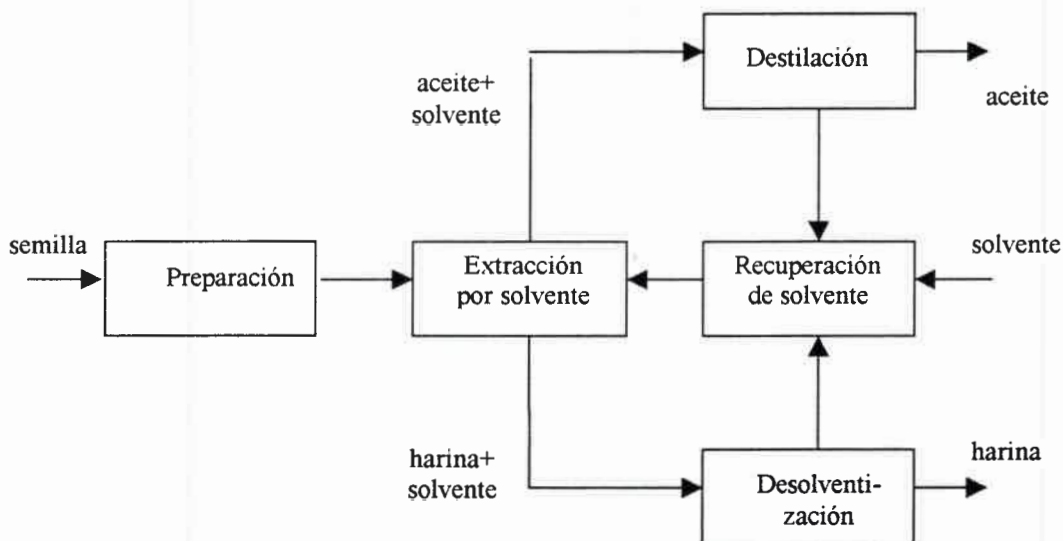 Destilación
aceite+
solvente
aceite
semilla
Preparación
Extracción
por solvente
Recuperación
de solvente
solvente
harina+
solvente
Desolventi-
zación
harina